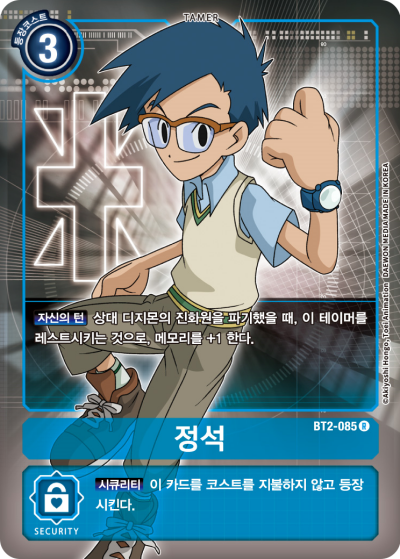 TAMER
등장코스트
3
자신의 턴 상대 디지몬의 진화원을 파기했을 때, 이 테이머를
레스트시키는 것으로, 메모리를 +1 한다.
©Akiyoshi Hongo, Toei Animation DAEWON MEDIA MADE IN KOREA
BT2-085 R
정석
시큐리티 이 카드를 코스트를 지불하지 않고 등장
시킨다.
SECURITY